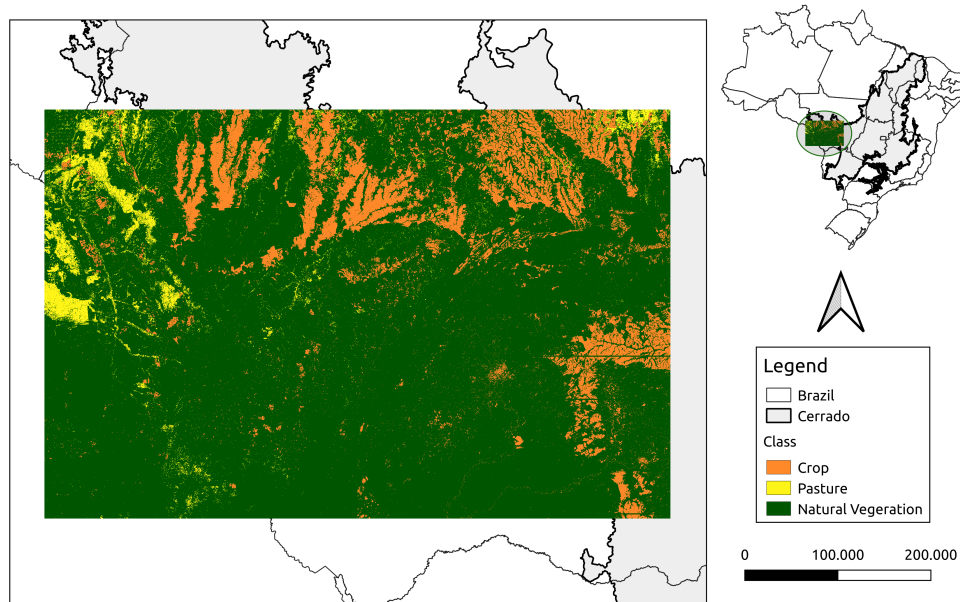 Legend
Brazil
Cerrado
Class
Crop
Pasture
Natural Vegeration
0 100.000 200.000